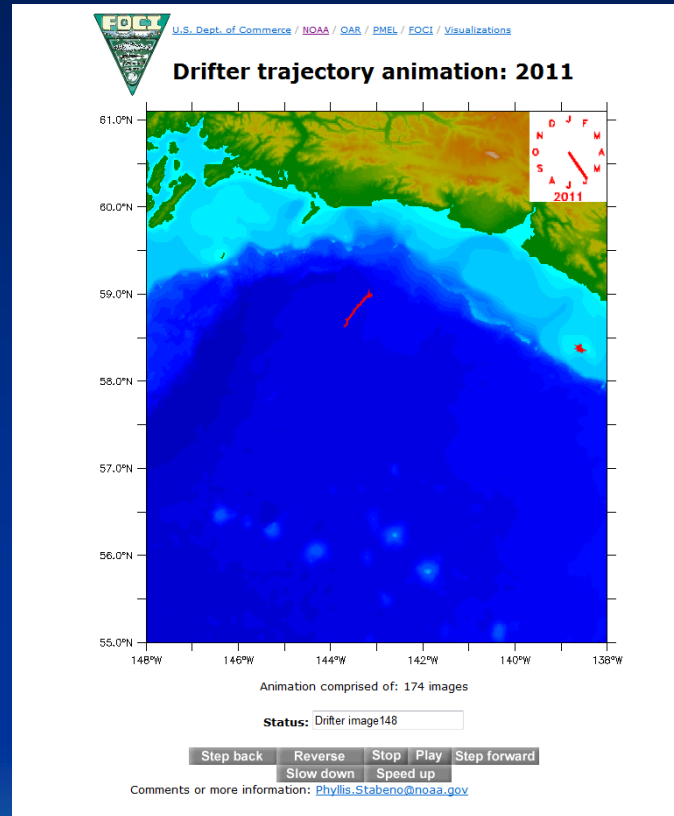 FOCI
U.S. Dept. of Commerce / NOAA / OAR / PMEL / FOCI / Visualizations
Drifter trajectory animation: 2011
61.0°N
60.0°N
59.0°N
58.0°N
57.0°N
56.0°N
55.0°N
J
F
M
A
M
J
J
A
S
O
N
D
2011
148°W 146°W 144°W 142°W 140°W 138°W
Animation comprised of: 174 images
Status: Drifter image148
Step back Reverse Stop Play Step forward
Slow down Speed up
Comments or more information: Phyllis.Stabeno@noaa.gov